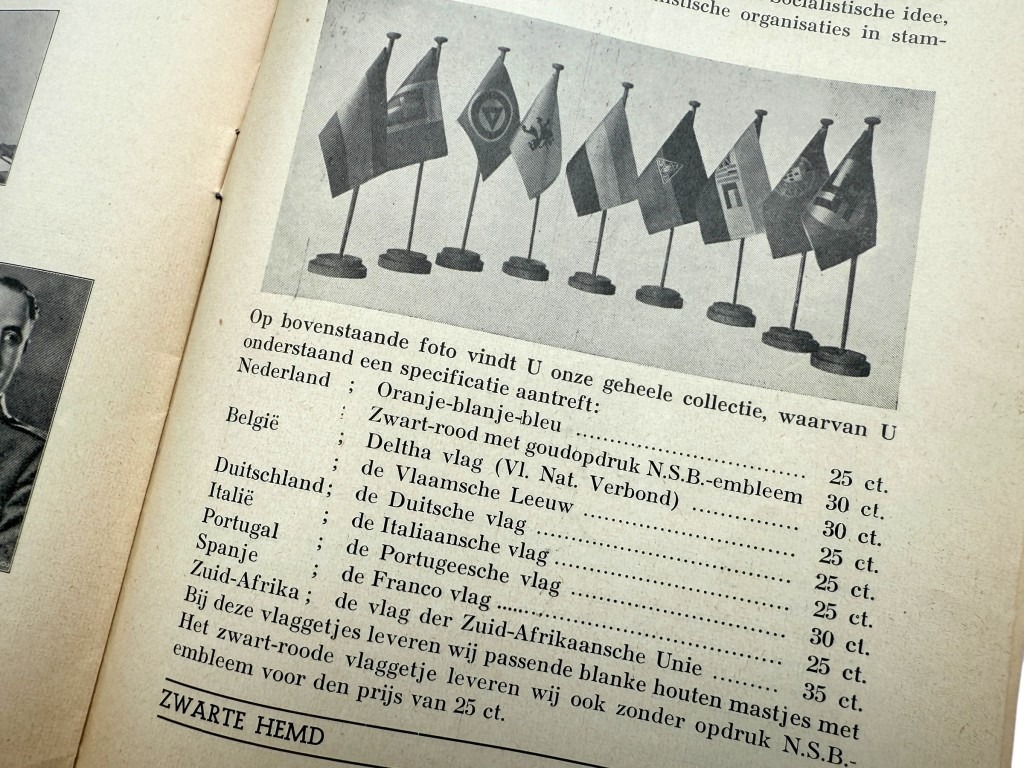 Socialistische idee,
organisaties in stam-
Op bovenstaande foto vindt U onze geheele collectie, waarvan U
onderstaand een specificatie aantreft:
Nederland ; Oranje-blanje-bleu .......................................... 25 ct.
; Zwart-rood met goudopdruk N.S.B.-embleem 30 ct.
België ; Deltha vlag (Vl. Nat. Verbond) .................... 30 ct.
; de Vlaamsche Leeuw ....................................... 25 ct.
Duitschland ; de Duitsche vlag ............................................... 25 ct.
Italië ; de Italiaansche vlag .......................................... 25 ct.
Portugal ; de Portugeesche vlag ........................................ 30 ct.
Spanje ; de Franco vlag .................................................. 25 ct.
Zuid-Afrika ; de vlag der Zuid-Afrikaansche Unie ............ 35 ct.
Bij deze vlaggetjes leveren wij passende blanke houten mastjes met
Het zwart-roode vlaggetje leveren wij ook zonder opdruk N.S.B.-
embleem voor den prijs van 25 ct.
ZWARTE HEMD